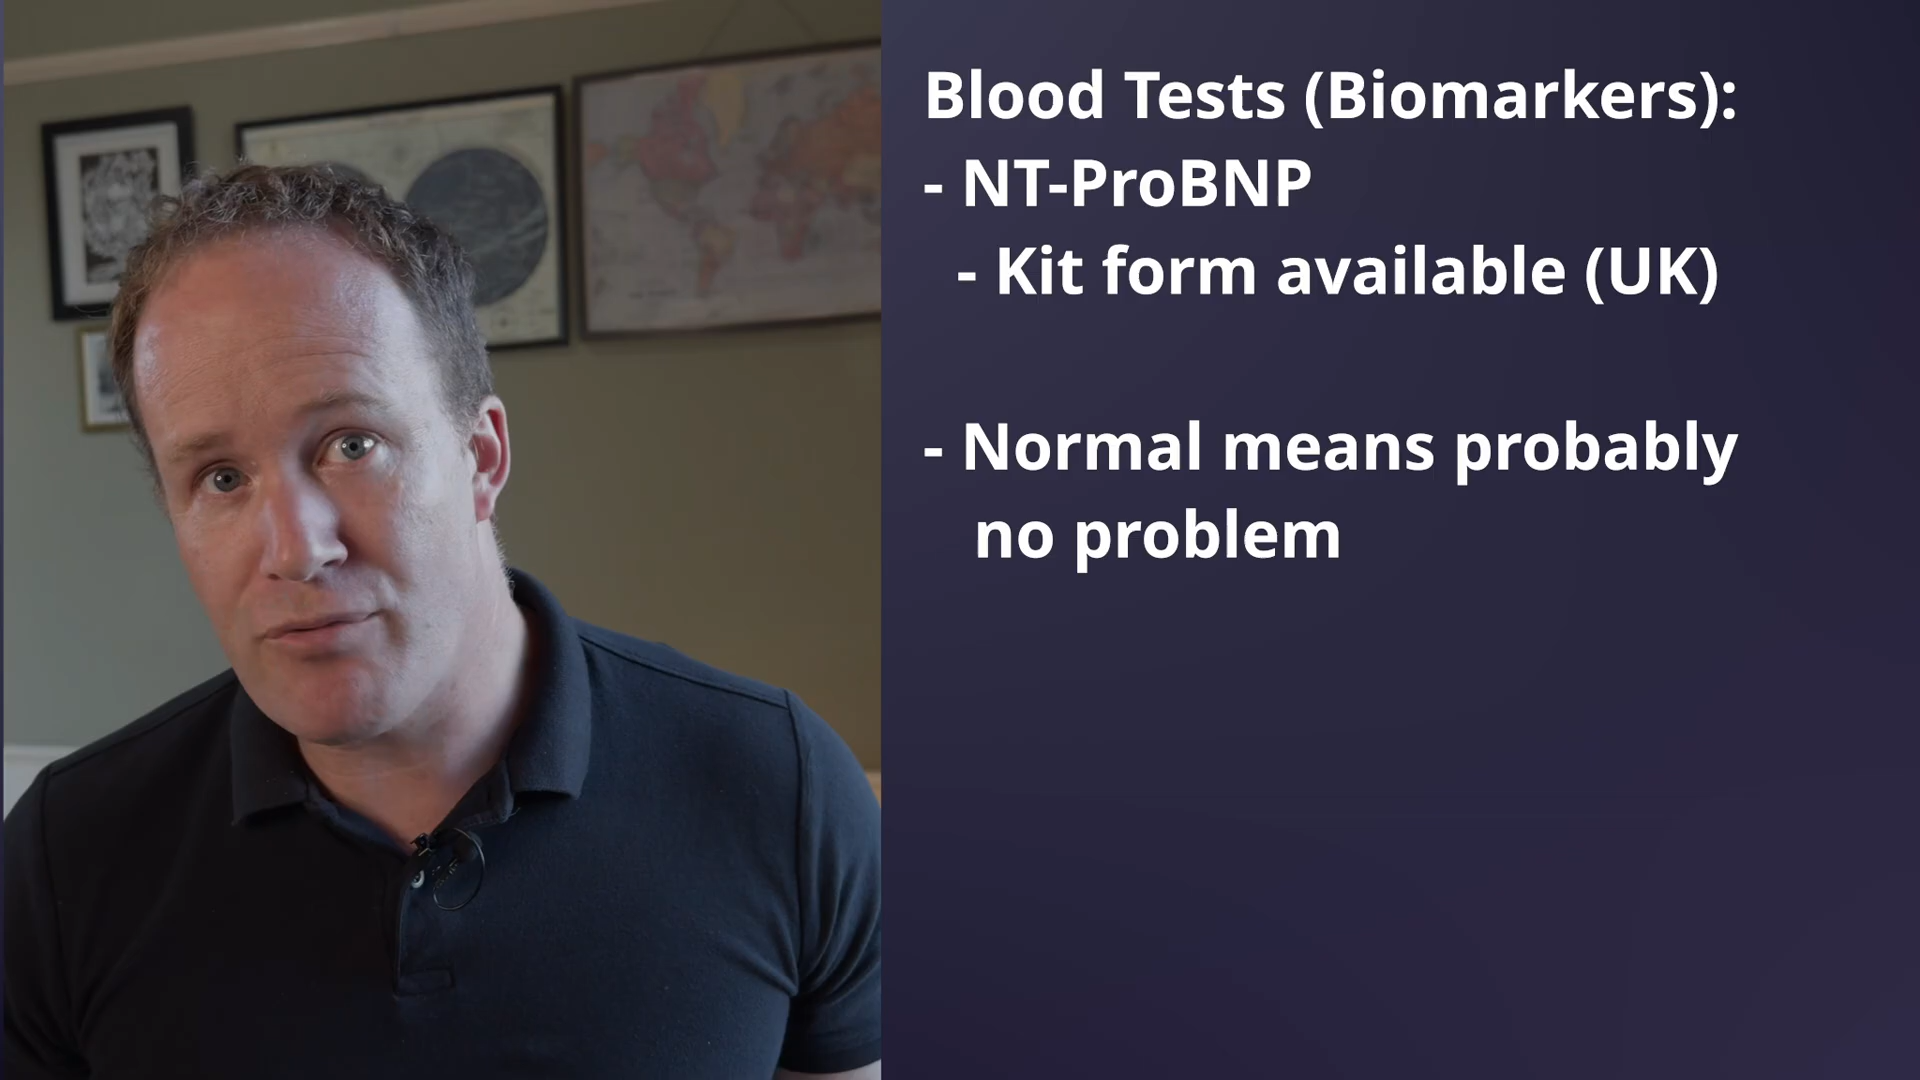 Blood Tests (Biomarkers):
- NT-ProBNP
- Kit form available (UK)
- Normal means probably
no problem